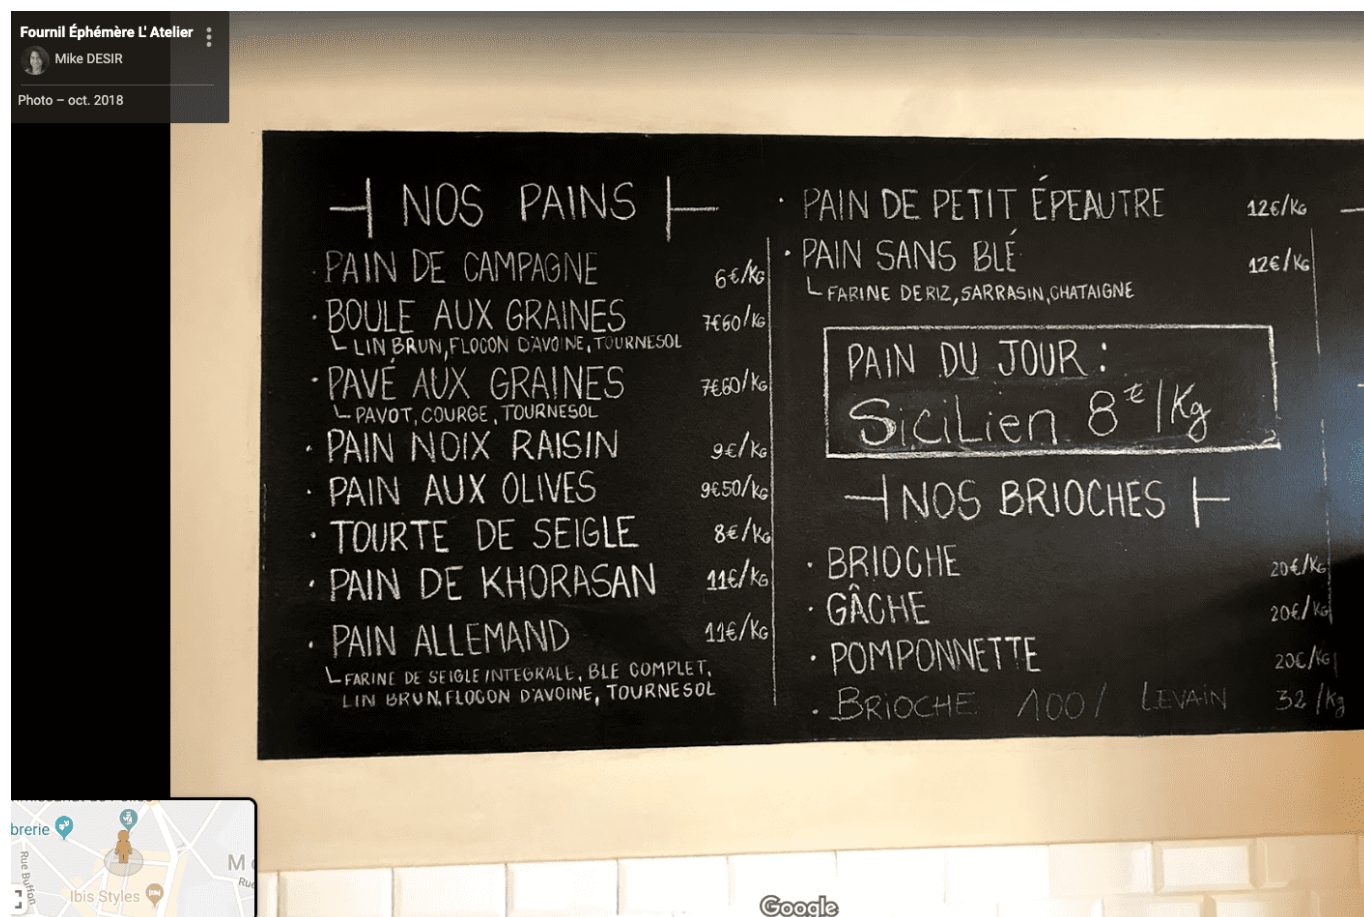 Fournil Éphémère L' Atelier
Mike DESIR
Photo – oct. 2018
NOS PAINS
· PAIN DE CAMPAGNE 6€/KG
· BOULE AUX GRAINES 7€60/KG
LIN BRUN, FLOCON D'AVOINE, TOURNESOL
· PAVÉ AUX GRAINES 7€60/KG
PAVOT, COURGE, TOURNESOL
· PAIN NOIX RAISIN 9€/KG
· PAIN AUX OLIVES 9€50/KG
· TOURTE DE SEIGLE 8€/KG
· PAIN DE KHORASAN 11€/KG
· PAIN ALLEMAND 11€/KG
FARINE DE SEIGLE INTEGRALE, BLE COMPLET,
LIN BRUN, FLOCON D'AVOINE, TOURNESOL
· PAIN DE PETIT ÉPEAUTRE 12€/KG
· PAIN SANS BLÉ 12€/KG
FARINE DE RIZ, SARRASIN, CHATAIGNE
PAIN DU JOUR :
SiciLien 8€/Kg
NOS BRIOCHES
· BRIOCHE 20€/KG
· GÂCHE 20€/KG
· POMPONNETTE 20€/KG
· BRIOCHE 100/ LEVAIN 32/Kg
brerie
Rue Buffon
Ibis Styles
Rue
Google